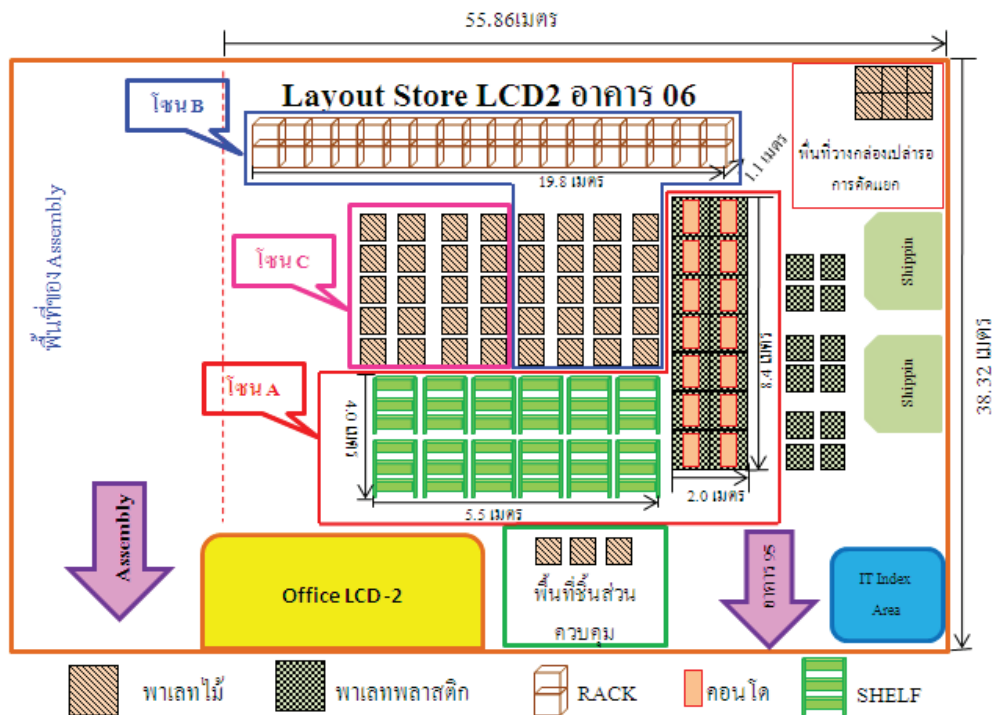 55.86เมตร
Layout Store LCD2 อาคาร 06
โซน B
พื้นที่วางกล่องเปล่ารอ
การคัดแยก
1.1 เมตร
19.8 เมตร
พื้นที่ของ Assembly
โซน C
Shippin
38.32 เมตร
Shippin
โซน A
4.0 เมตร
8.4 เมตร
2.0 เมตร
5.5 เมตร
Assembly
Office LCD -2
พื้นที่ชิ้นส่วน
ควบคุม
อาคาร 95
IT Index
Area
พาเลทไม้
พาเลทพลาสติก
RACK
คอนโด
SHELF